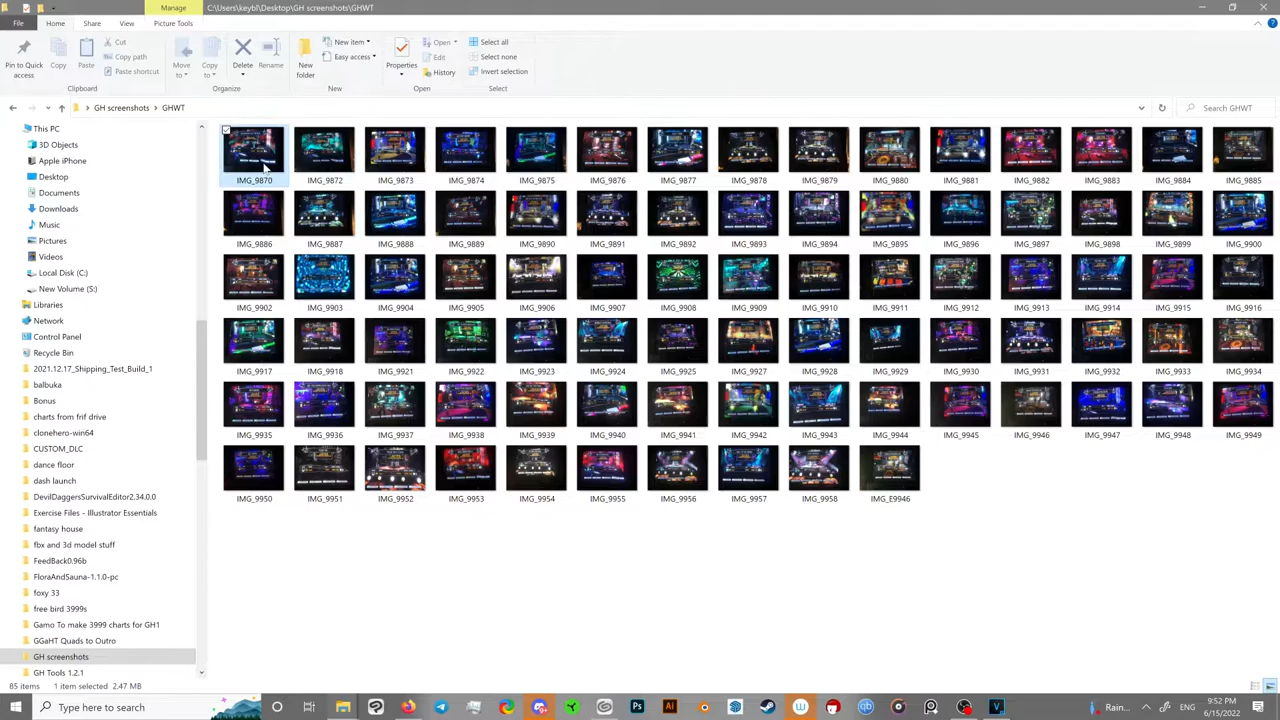 Manage
C:\Users\keybl\Desktop\GH screenshots\GHWT
File
Home
Share
View
Picture Tools
Pin to Quick access
Copy
Paste
Cut
Copy path
Paste shortcut
Move to
Copy to
Delete
Rename
New folder
New item
Easy access
Properties
Open
Edit
History
Select all
Select none
Invert selection
Clipboard
Organize
New
Open
Select
GH screenshots > GHWT
Search GHWT
This PC
3D Objects
Apple iPhone
Desktop
Documents
Downloads
Music
Pictures
Videos
Local Disk (C:)
New Volume (S:)
Libraries
Network
Control Panel
Recycle Bin
2021.12.17_Shipping_Test_Build_1
balbuka
Bonus
charts from frif drive
clonehero-win64
CUSTOM_DLC
dance floor
dash launch
DevilDaggersSurvivalEditor2.34.0.0
Exercise Files - Illustrator Essentials
fantasy house
fbx and 3d model stuff
FeedBack0.96b
FloraAndSauna-1.1.0-pc
foxy 33
free bird 3999s
Gamo To make 3999 charts for GH1
GGaHT Quads to Outro
GH screenshots
GH Tools 1.2.1
IMG_9870 IMG_9872 IMG_9873 IMG_9874 IMG_9875 IMG_9876 IMG_9877 IMG_9878 IMG_9879 IMG_9880 IMG_9881 IMG_9882 IMG_9883 IMG_9884 IMG_9885
IMG_9886 IMG_9887 IMG_9888 IMG_9889 IMG_9890 IMG_9891 IMG_9892 IMG_9893 IMG_9894 IMG_9895 IMG_9896 IMG_9897 IMG_9898 IMG_9899 IMG_9900
IMG_9902 IMG_9903 IMG_9904 IMG_9905 IMG_9906 IMG_9907 IMG_9908 IMG_9909 IMG_9910 IMG_9911 IMG_9912 IMG_9913 IMG_9914 IMG_9915 IMG_9916
IMG_9917 IMG_9918 IMG_9921 IMG_9922 IMG_9923 IMG_9924 IMG_9925 IMG_9927 IMG_9928 IMG_9929 IMG_9930 IMG_9931 IMG_9932 IMG_9933 IMG_9934
IMG_9935 IMG_9936 IMG_9937 IMG_9938 IMG_9939 IMG_9940 IMG_9941 IMG_9942 IMG_9943 IMG_9944 IMG_9945 IMG_9946 IMG_9947 IMG_9948 IMG_9949
IMG_9950 IMG_9951 IMG_9952 IMG_9953 IMG_9954 IMG_9955 IMG_9956 IMG_9957 IMG_9958 IMG_E9946
85 items 1 item selected 2.47 MB
Type here to search
Rain...
9:52 PM
6/15/2022